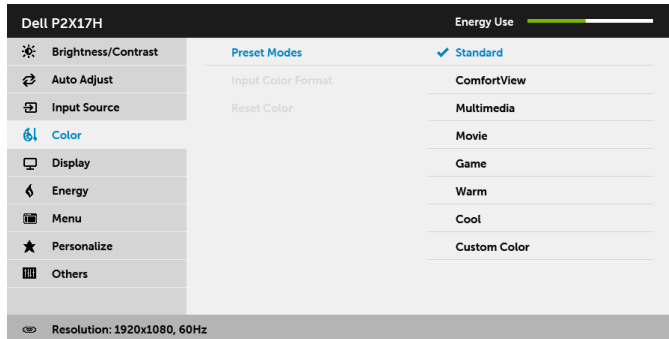 Dell P2X17H
Energy Use
Brightness/Contrast
Auto Adjust
Input Source
Color
Display
Energy
Menu
Personalize
Others
Preset Modes
Input Color Format
Reset Color
Standard
ComfortView
Multimedia
Movie
Game
Warm
Cool
Custom Color
Resolution: 1920x1080, 60Hz